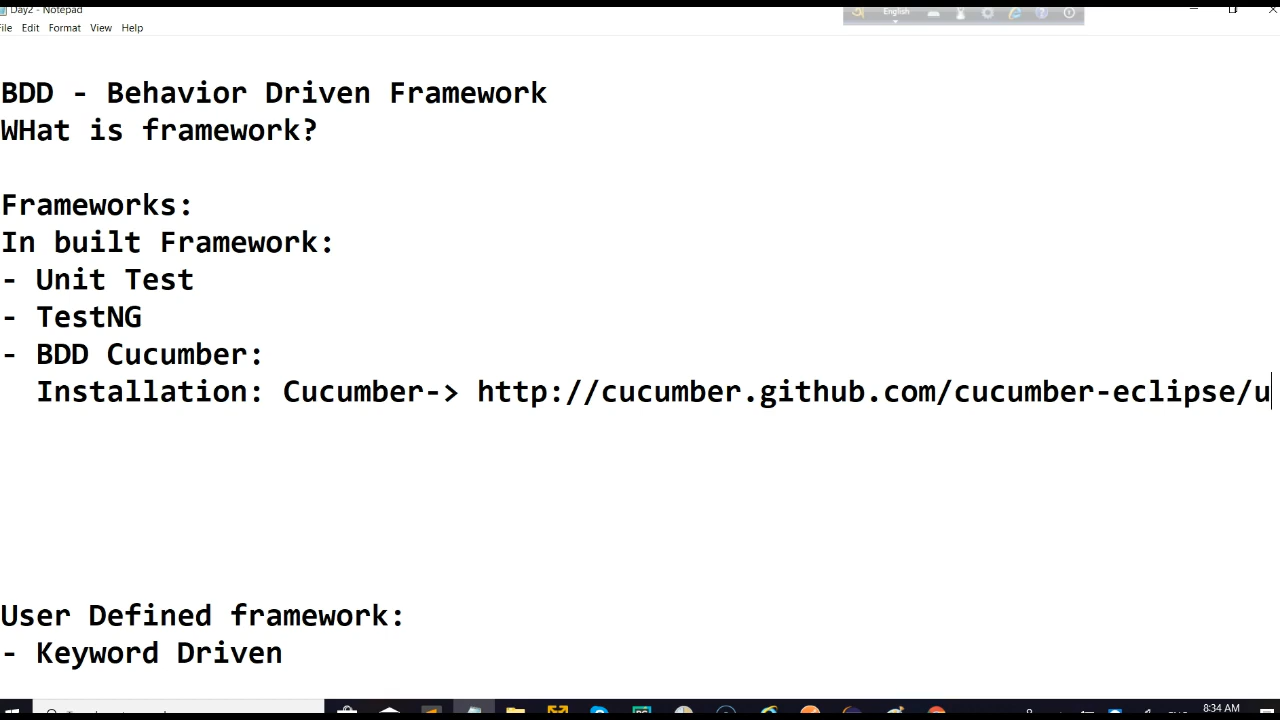 Day2 - Notepad
English
File Edit Format View Help
BDD - Behavior Driven Framework
WHat is framework?
Frameworks:
In built Framework:
- Unit Test
- TestNG
- BDD Cucumber:
Installation: Cucumber-> http://cucumber.github.com/cucumber-eclipse/u
User Defined framework:
- Keyword Driven
8:34 AM